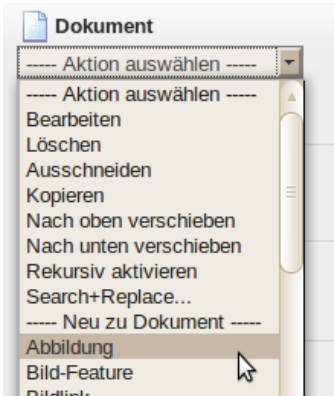 Dokument
----- Aktion auswählen -----
----- Aktion auswählen -----
Bearbeiten
Löschen
Ausschneiden
Kopieren
Nach oben verschieben
Nach unten verschieben
Rekursiv aktivieren
Search+Replace...
----- Neu zu Dokument -----
Abbildung
Bild-Feature
Bildlink